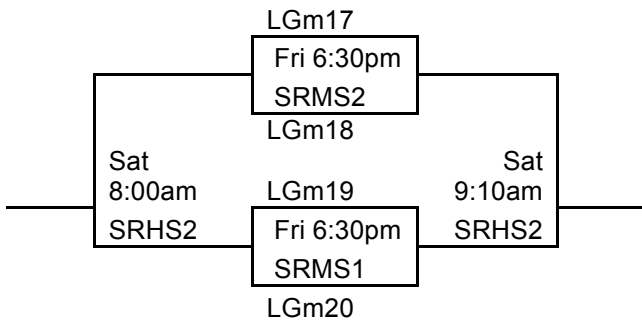 LGm17
Fri 6:30pm
SRMS2
LGm18
Sat
8:00am
SRHS2
Sat
9:10am
SRHS2
LGm19
Fri 6:30pm
SRMS1
LGm20